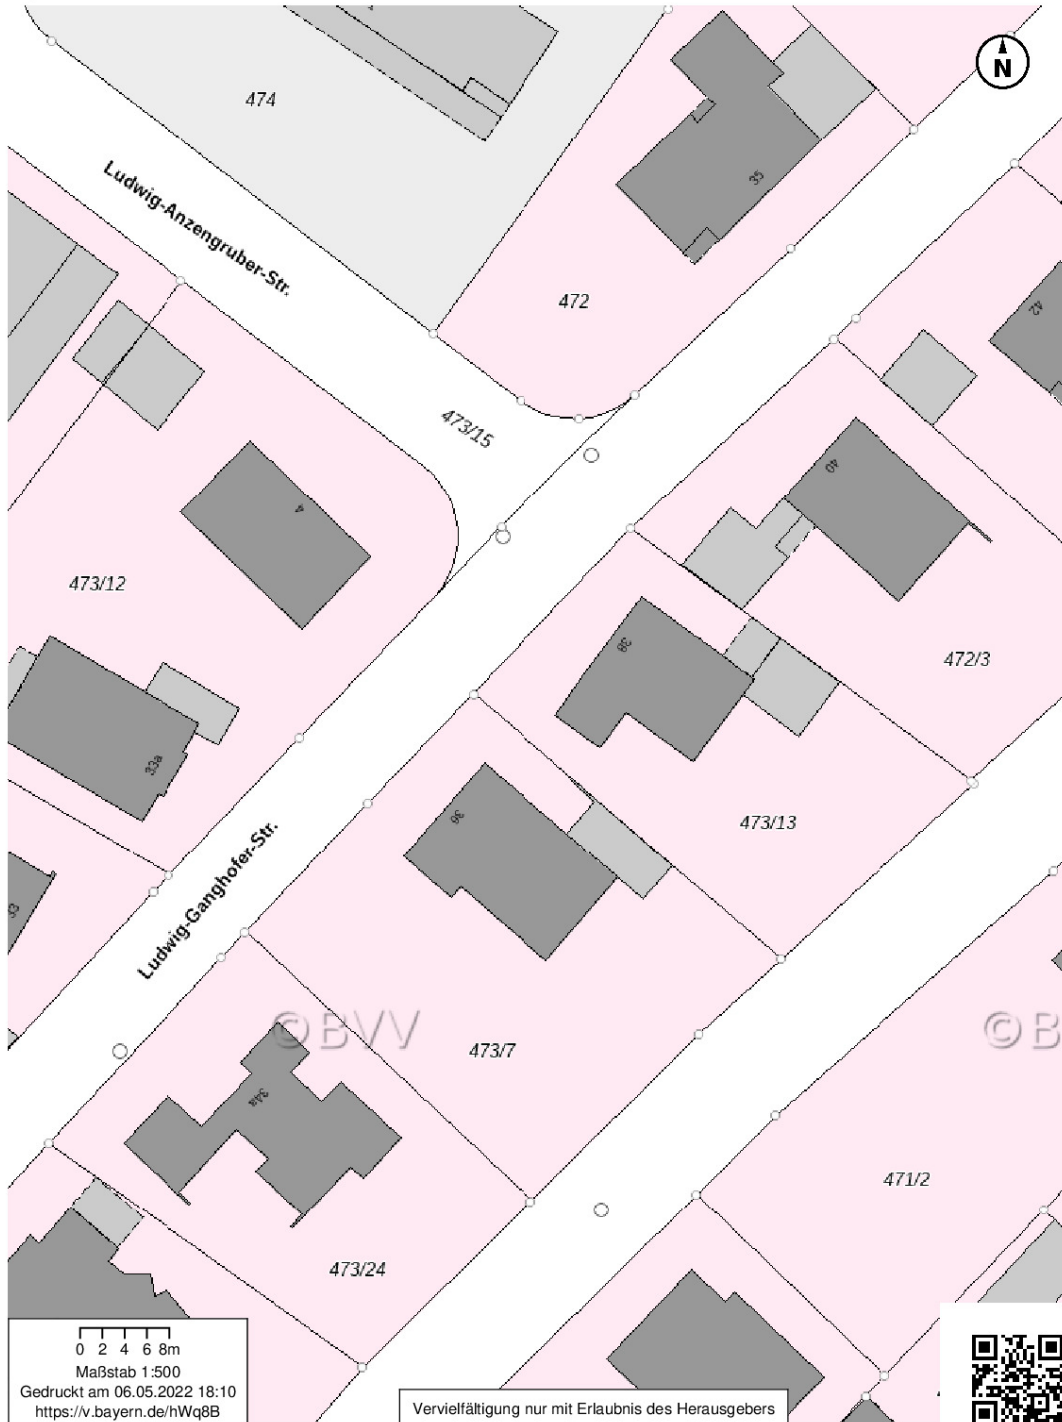 474
N
Ludwig-Anzengruber-Str.
35
472
42
473/15
40
4
473/12
38
472/3
33a
36
473/13
33
Ludwig-Ganghofer-Str.
©BVV
©B
473/7
34a
471/2
473/24
0 2 4 6 8m
Maßstab 1:500
Gedruckt am 06.05.2022 18:10
https://v.bayern.de/hWq8B
Vervielfältigung nur mit Erlaubnis des Herausgebers